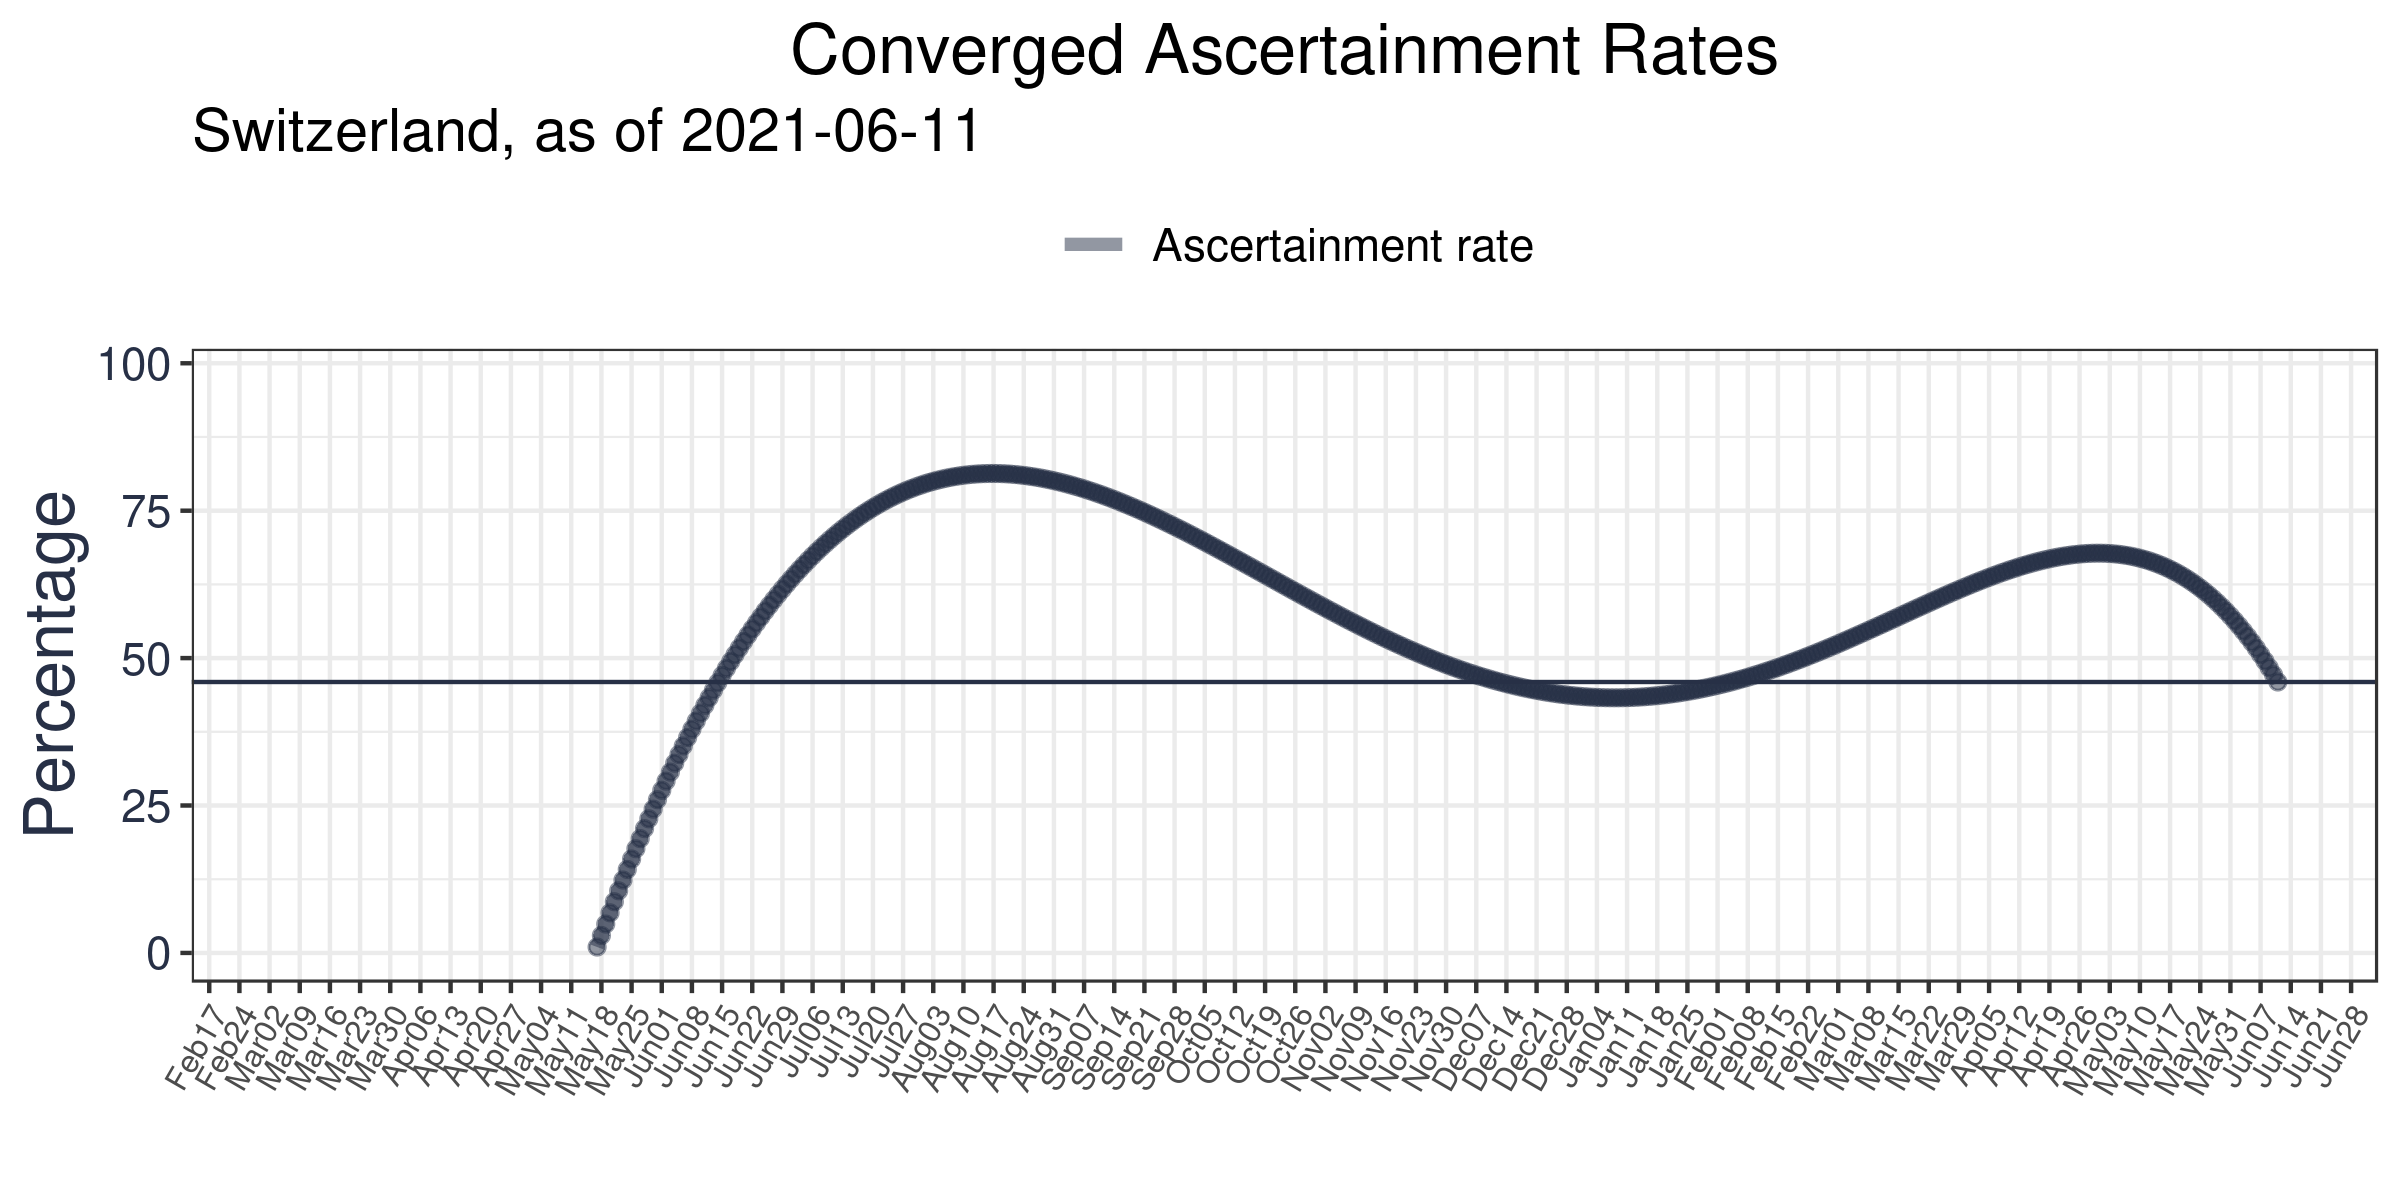 Converged Ascertainment Rates
Switzerland, as of 2021-06-11
Ascertainment rate
Percentage
100
75
50
25
0
Feb17
Feb24
Mar02
Mar09
Mar16
Mar23
Mar30
Apr06
Apr13
Apr20
Apr27
May04
May11
May18
May25
Jun01
Jun08
Jun15
Jun22
Jun29
Jul06
Jul13
Jul20
Jul27
Aug03
Aug10
Aug17
Aug24
Aug31
Sep07
Sep14
Sep21
Sep28
Oct05
Oct12
Oct19
Oct26
Nov02
Nov09
Nov16
Nov23
Nov30
Dec07
Dec14
Dec21
Dec28
Jan04
Jan11
Jan18
Jan25
Feb01
Feb08
Feb15
Feb22
Mar01
Mar08
Mar15
Mar22
Mar29
Apr05
Apr12
Apr19
Apr26
May03
May10
May17
May24
May31
Jun07
Jun14
Jun21
Jun28